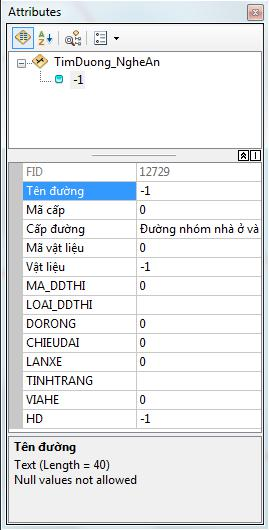 Attributes
TimDuong_NgheAn
-1
FID 12729
Tên đường -1
Mã cấp 0
Cấp đường Đường nhóm nhà ở và
Mã vật liệu 0
Vật liệu -1
MA_DDTHI 0
LOAI_DDTHI
DORONG 0
CHIEUDAI 0
LANXE 0
TINHTRANG
VIAHE 0
HD -1
Tên đường
Text (Length = 40)
Null values not allowed